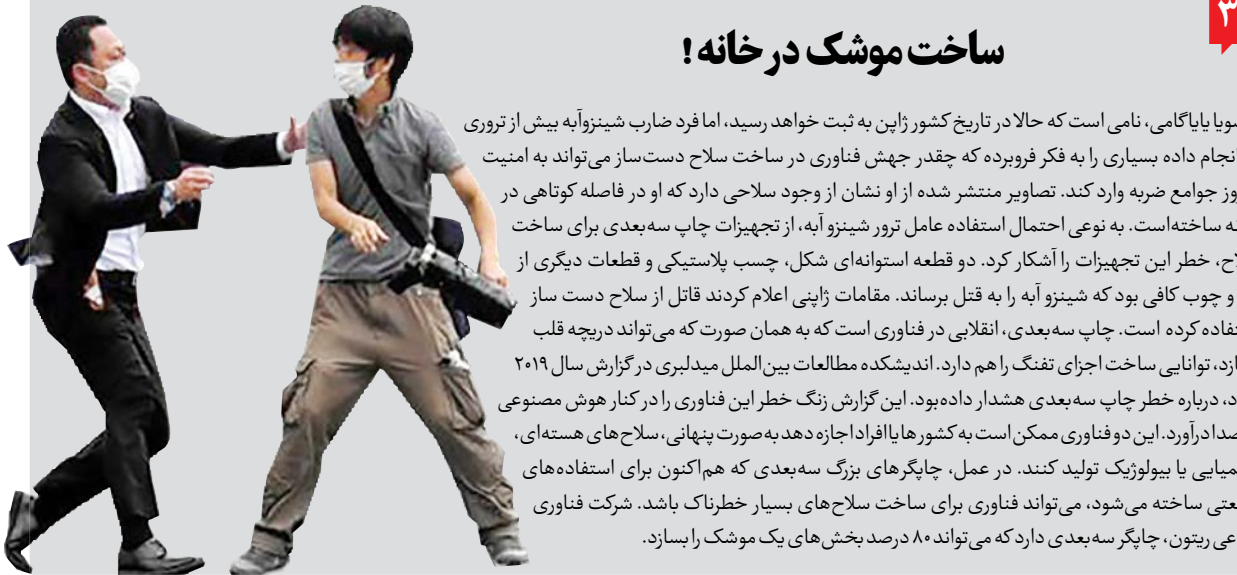 ۳
ساخت موشک در خانه !
سویا یایاگامی، نامی است که حالا در تاریخ کشور ژاپن به ثبت خواهد رسید، اما فرد ضارب شینزوآبه بیش از تروری
نجام داده بسیاری را به فکر فروبرده که چقدر جهش فناوری در ساخت سلاح دست‌ساز می‌تواند به امنیت
وز جوامع ضربه وارد کند. تصاویر منتشر شده از او نشان از وجود سلاحی دارد که او در فاصله کوتاهی در
نه ساخته‌است. به نوعی احتمال استفاده عامل ترور شینزو آبه، از تجهیزات چاپ سه‌بعدی برای ساخت
لاح، خطر این تجهیزات را آشکار کرد. دو قطعه استوانه‌ای شکل، چسب پلاستیکی و قطعات دیگری از
و چوب کافی بود که شینزو آبه را به قتل برساند. مقامات ژاپنی اعلام کردند قاتل از سلاح دست ساز
تفاده کرده است. چاپ سه‌بعدی، انقلابی در فناوری است که به همان صورت که می‌تواند دریچه قلب
ازد، توانایی ساخت اجزای تفنگ را هم دارد. اندیشکده مطالعات بین‌الملل میدلبری در گزارش سال ۲۰۱۹
د، درباره خطر چاپ سه‌بعدی هشدار داده‌بود. این گزارش زنگ خطر این فناوری را در کنار هوش مصنوعی
صدا درآورد. این دو فناوری ممکن است به کشورها یا افراد اجازه دهد به‌صورت پنهانی، سلاح‌های هسته‌ای،
میایی یا بیولوژیک تولید کنند. در عمل، چاپگرهای بزرگ سه‌بعدی که هم‌اکنون برای استفاده‌های
عتی ساخته می‌شود، می‌تواند فناوری برای ساخت سلاح‌های بسیار خطرناک باشد. شرکت فناوری
عی ریتون، چاپگر سه‌بعدی دارد که می‌تواند ۸۰ درصد بخش‌های یک موشک را بسازد.